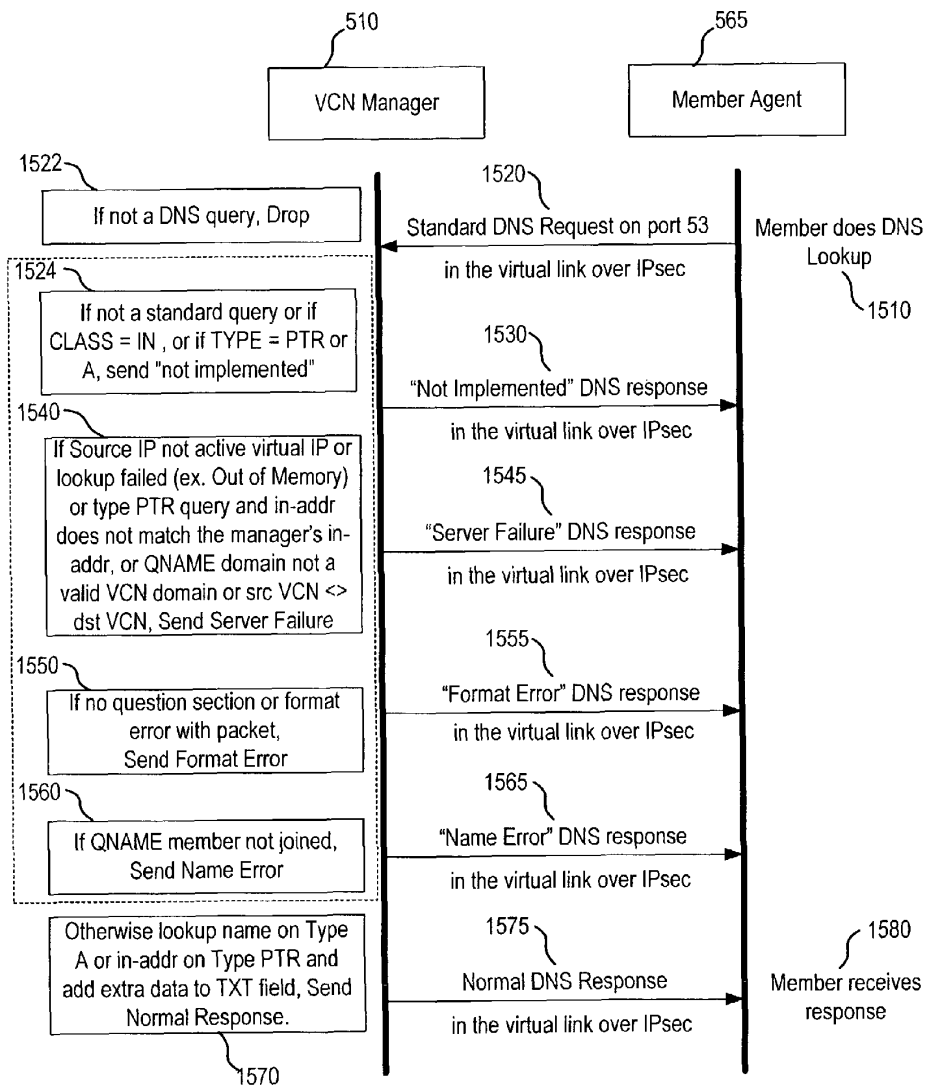 510
565
VCN Manager
Member Agent
1522
If not a DNS query, Drop
1520
Standard DNS Request on port 53
in the virtual link over IPsec
Member does DNS
Lookup
1510
1524
If not a standard query or if
CLASS = IN , or if TYPE = PTR or
A, send "not implemented"
1530
"Not Implemented" DNS response
in the virtual link over IPsec
1540
If Source IP not active virtual IP or
lookup failed (ex. Out of Memory)
or type PTR query and in-addr
does not match the manager's in-
addr, or QNAME domain not a
valid VCN domain or src VCN <>
dst VCN, Send Server Failure
1545
"Server Failure" DNS response
in the virtual link over IPsec
1550
If no question section or format
error with packet,
Send Format Error
1555
"Format Error" DNS response
in the virtual link over IPsec
1560
If QNAME member not joined,
Send Name Error
1565
"Name Error" DNS response
in the virtual link over IPsec
Otherwise lookup name on Type
A or in-addr on Type PTR and
add extra data to TXT field, Send
Normal Response.
1570
1575
Normal DNS Response
in the virtual link over IPsec
1580
Member receives
response